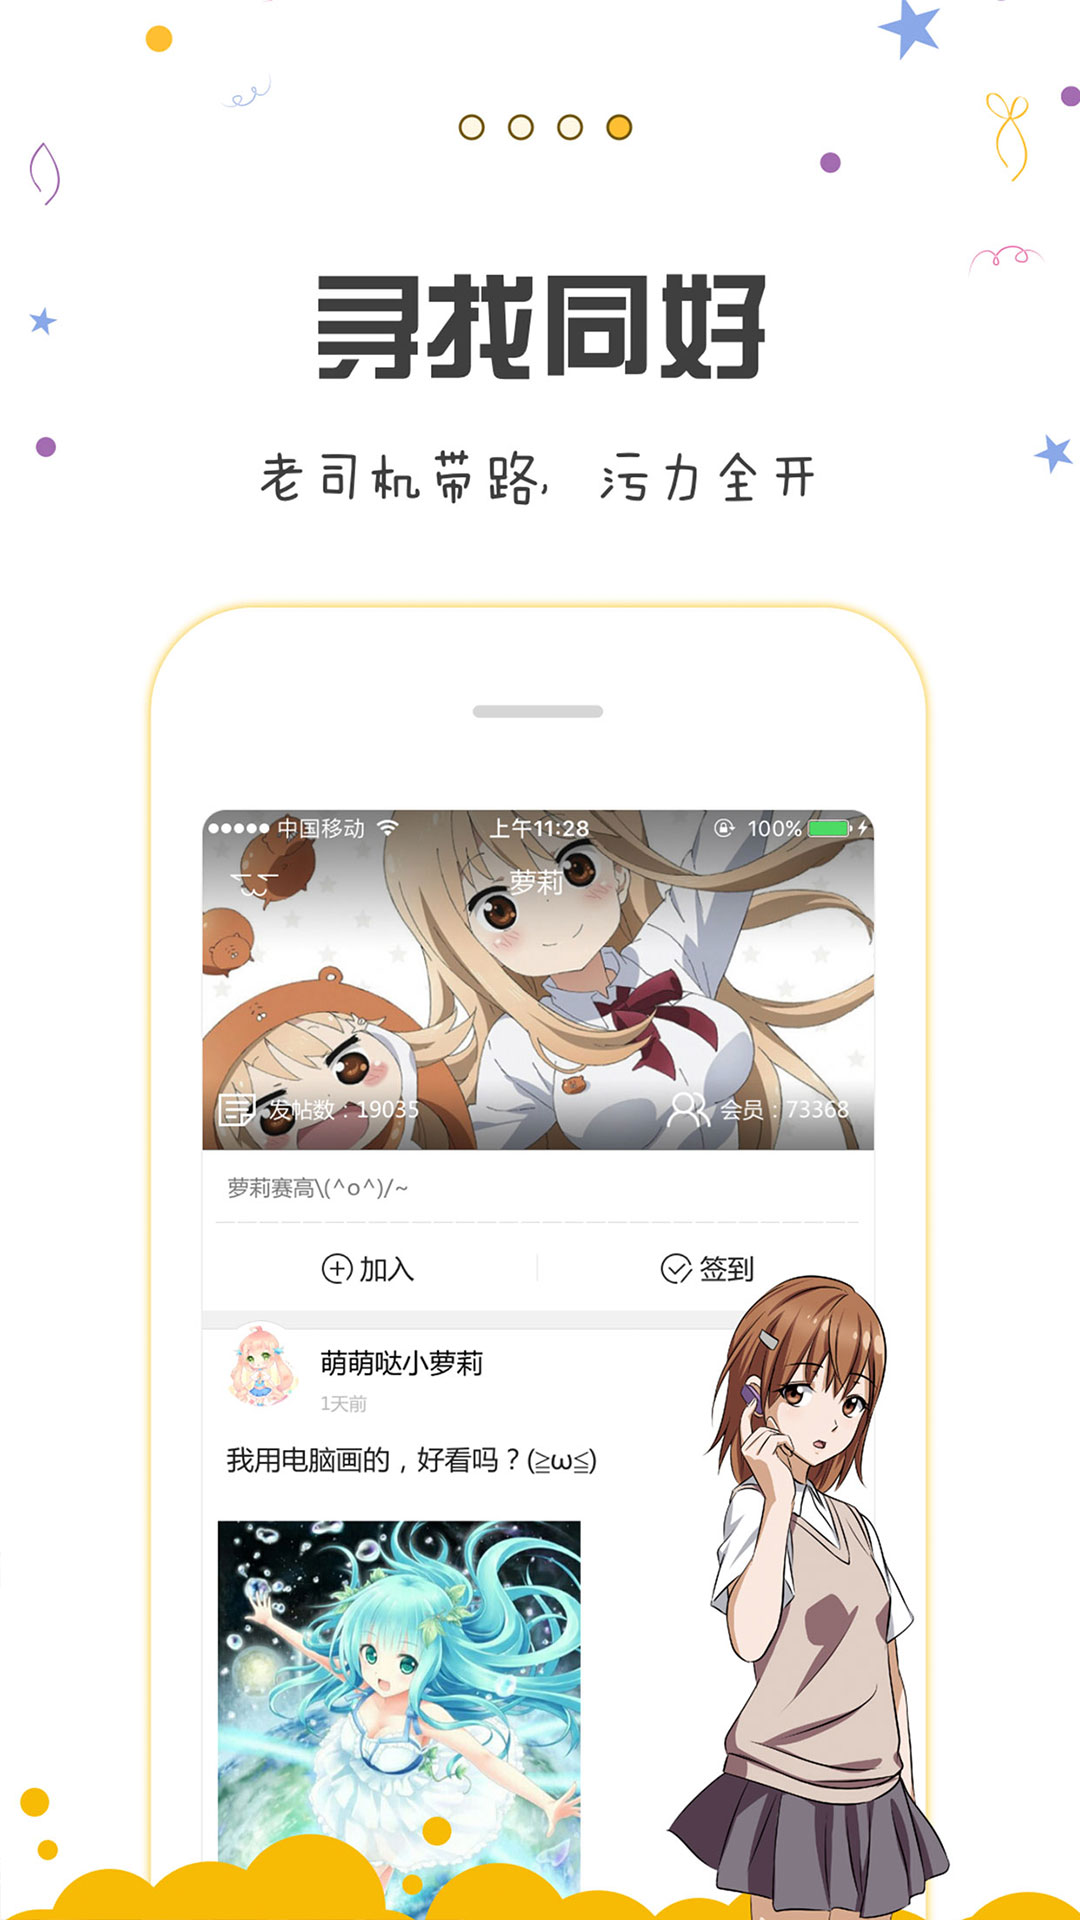 寻找同好
老司机带路, 污力全开
中国移动 上午11:28 100%
萝莉
发帖数：19035 会员：73368
萝莉赛高\(^o^)/~
加入 签到
萌萌哒小萝莉
1天前
我用电脑画的，好看吗？(≧ω≦)